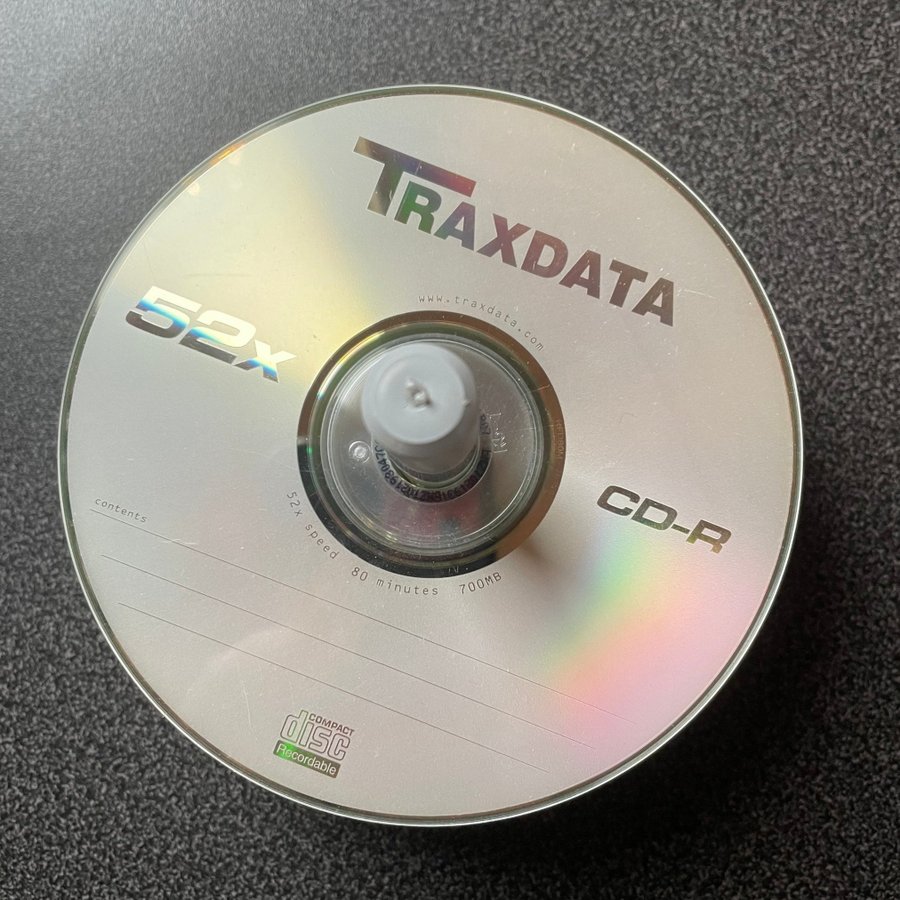 TRAXDATA
www.traxdata.com
52x
CD-R
contents
52x speed 80 minutes 700MB
COMPACT
disc
Recordable